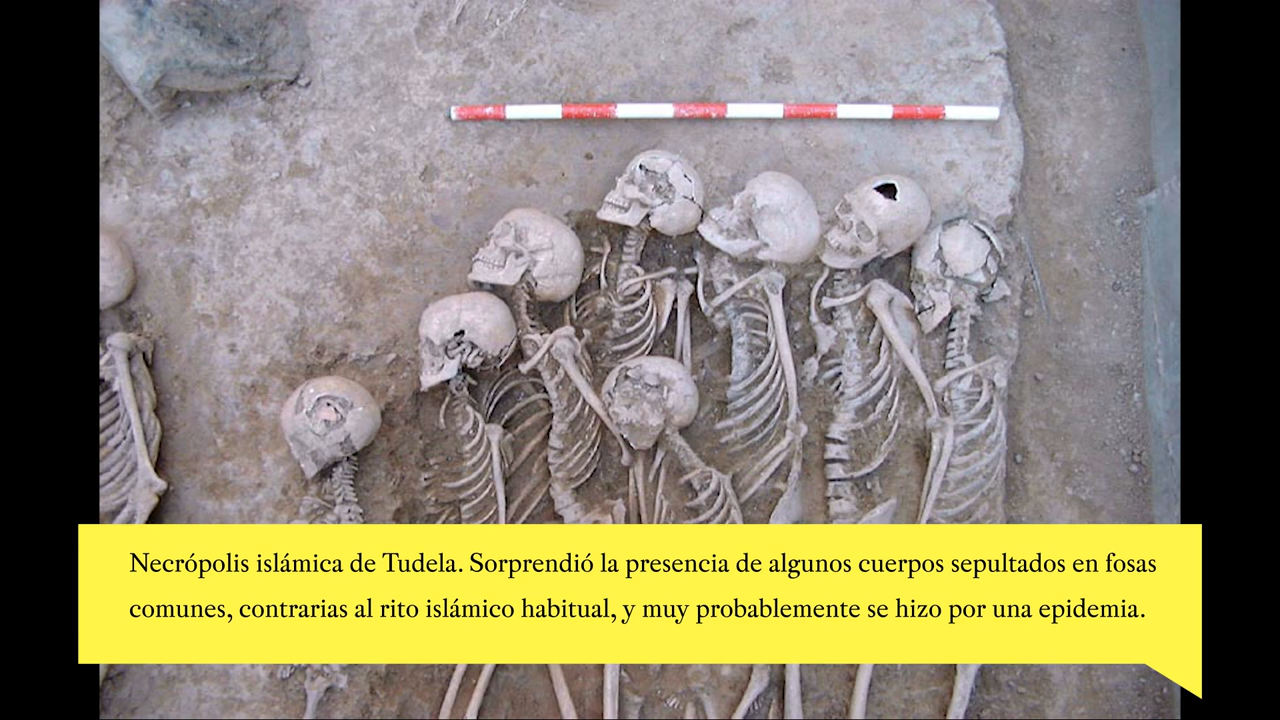 Necrópolis islámica de Tudela. Sorprendió la presencia de algunos cuerpos sepultados en fosas
comunes, contrarias al rito islámico habitual, y muy probablemente se hizo por una epidemia.